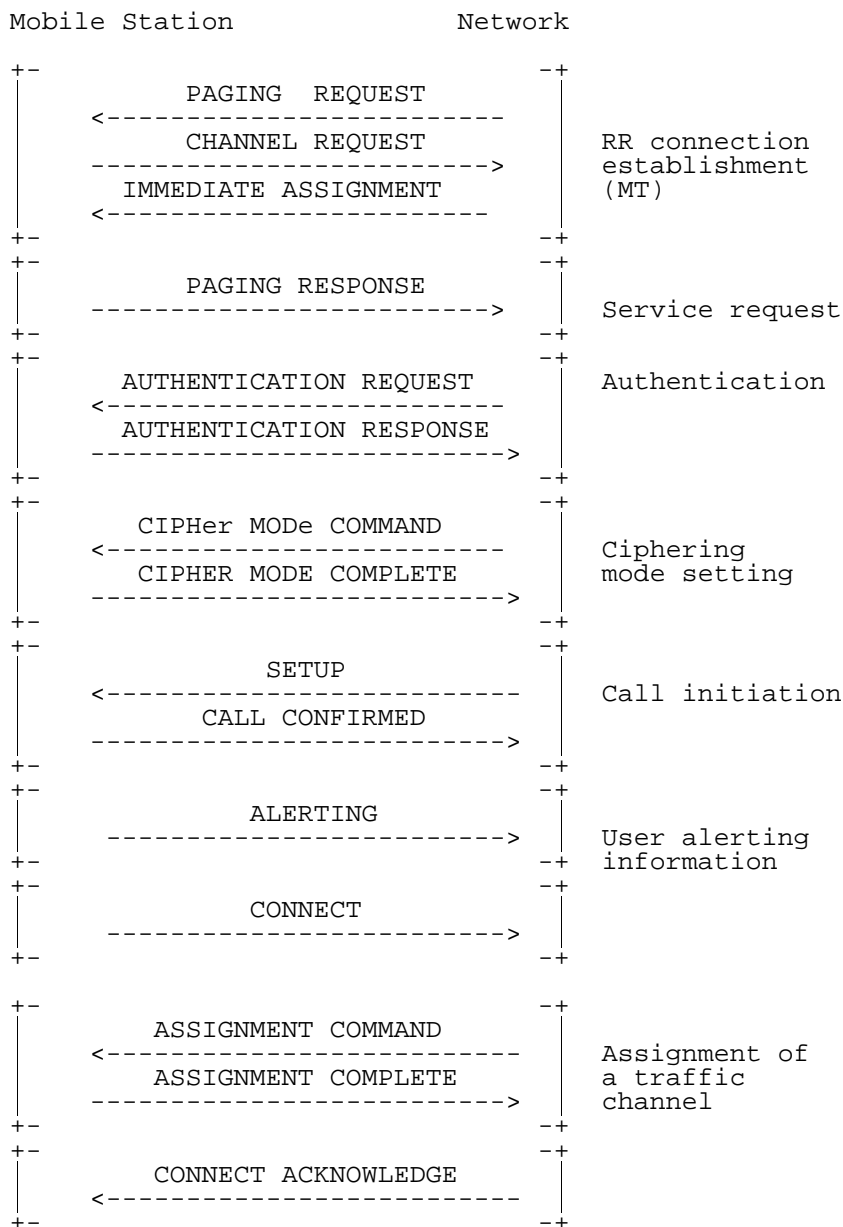 Mobile Station Network
PAGING REQUEST
CHANNEL REQUEST RR connection
establishment
IMMEDIATE ASSIGNMENT (MT)
PAGING RESPONSE
Service request
AUTHENTICATION REQUEST Authentication
AUTHENTICATION RESPONSE
CIPHer MODe COMMAND
Ciphering
CIPHER MODE COMPLETE mode setting
SETUP
Call initiation
CALL CONFIRMED
ALERTING
User alerting
information
CONNECT
ASSIGNMENT COMMAND
Assignment of
ASSIGNMENT COMPLETE a traffic
channel
CONNECT ACKNOWLEDGE